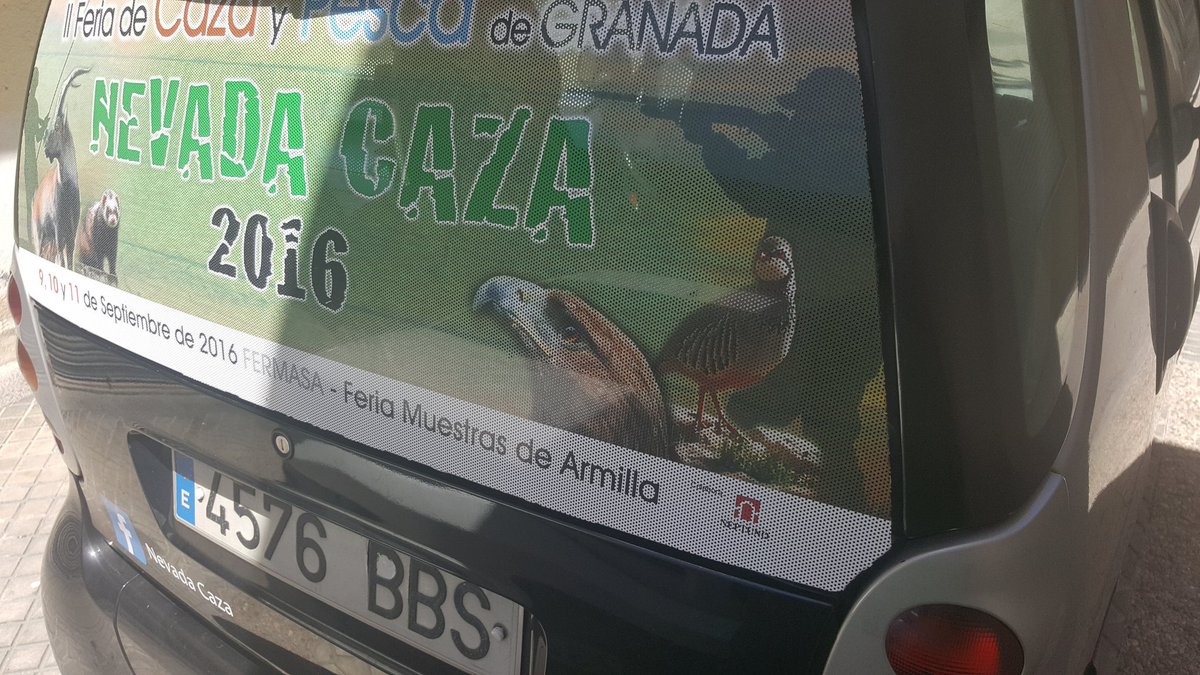 II Feria de Caza y Pesca de GRANADA
NEVADA CAZA
2016
9, 10 y 11 de Septiembre de 2016 FERMASA - Feria Muestras de Armilla
E
4576 BBS
f
Nevada Caza